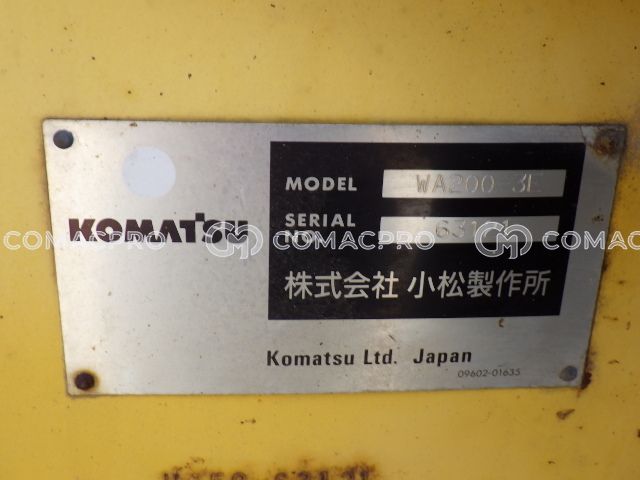 KOMATSU
MODEL WA200 3E
SERIAL
NO.
株式会社 小松製作所
Komatsu Ltd. Japan
09602-01635
COMACPRO COMACPRO COMACPRO